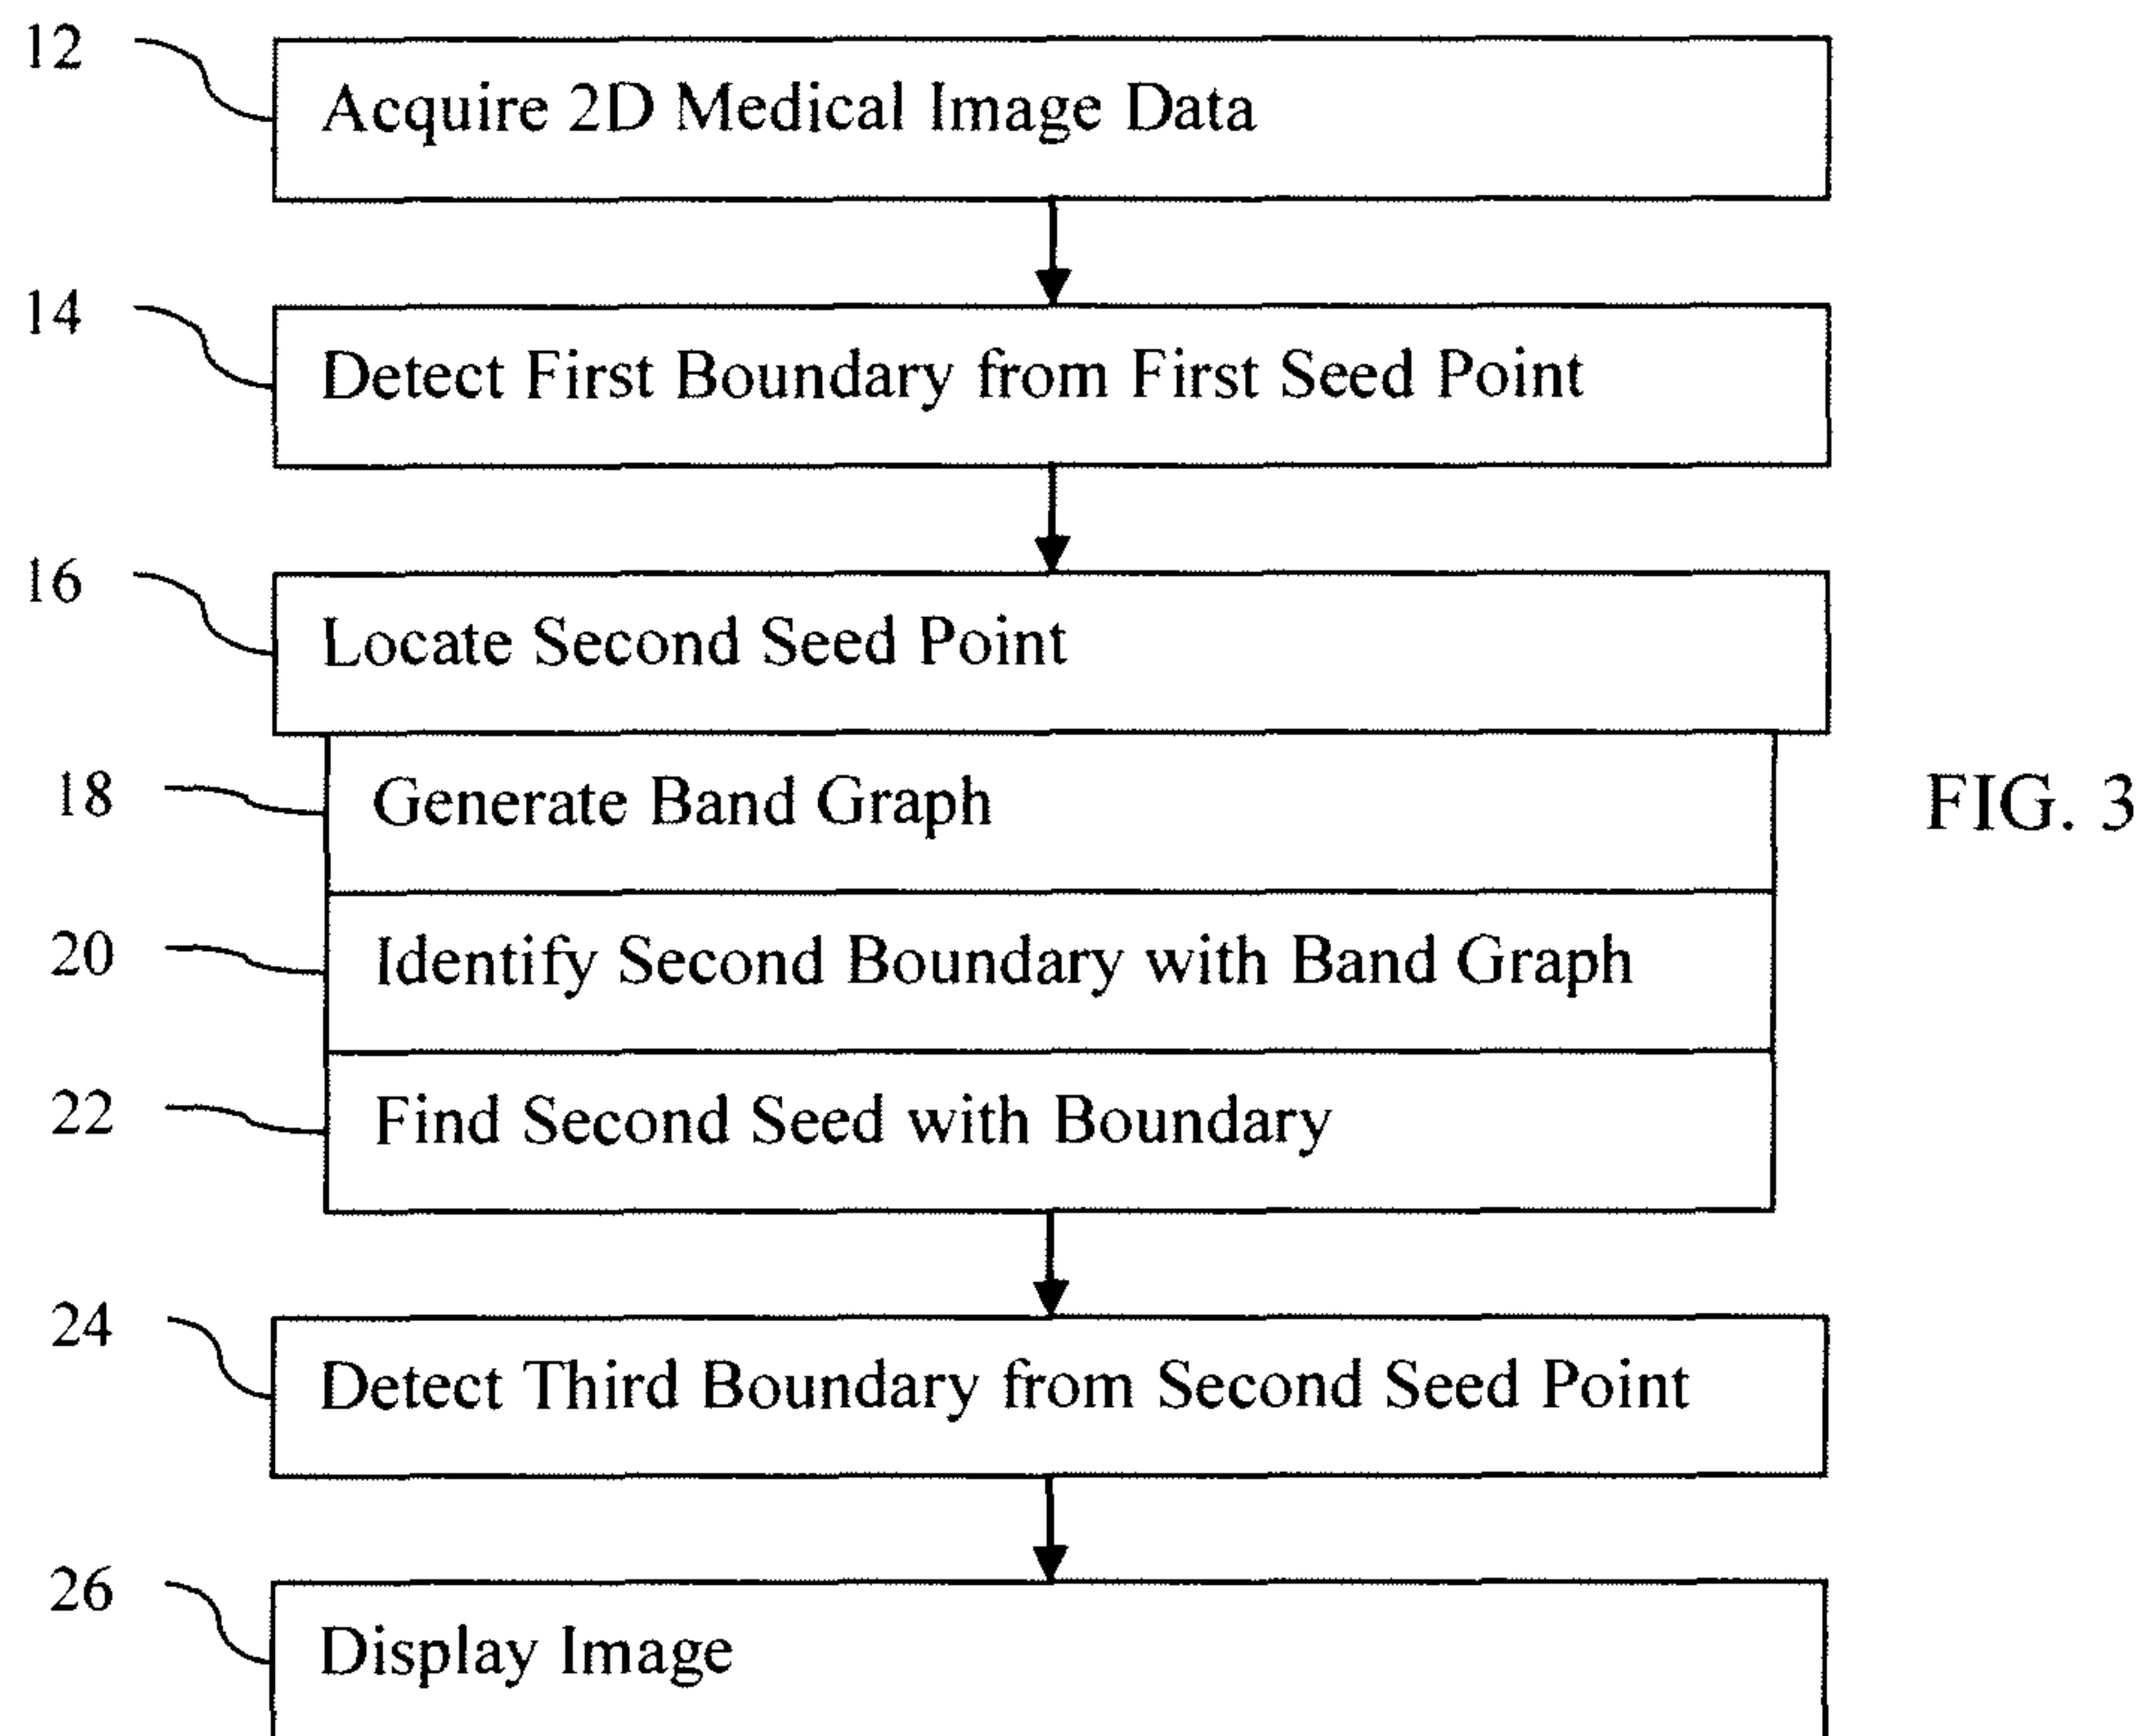 12
Acquire 2D Medical Image Data
14
Detect First Boundary from First Seed Point
16
Locate Second Seed Point
18
Generate Band Graph
FIG. 3
20
Identify Second Boundary with Band Graph
22
Find Second Seed with Boundary
24
Detect Third Boundary from Second Seed Point
26
Display Image